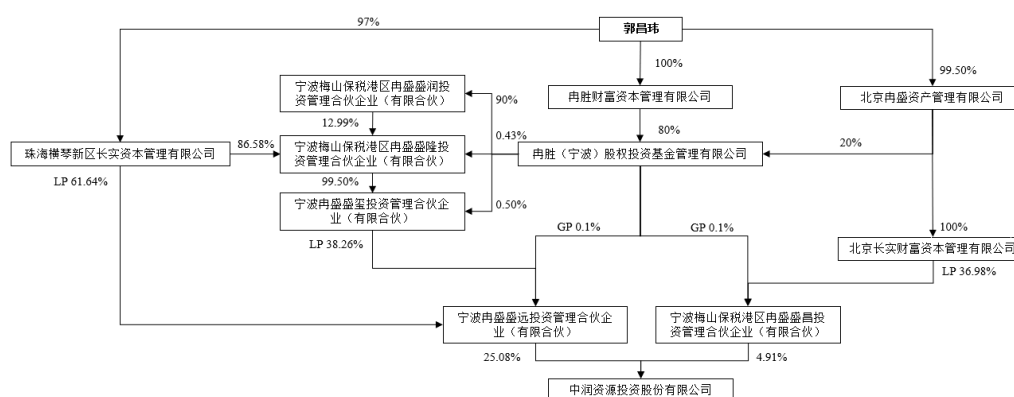 97%
郭昌玮
100%
99.50%
宁波梅山保税港区冉盛盛润投
资管理合伙企业（有限合伙）
90%
冉胜财富资本管理有限公司
北京冉盛资产管理有限公司
12.99%
0.43%
80%
20%
珠海横琴新区长实资本管理有限公司
86.58%
宁波梅山保税港区冉盛盛隆投
资管理合伙企业（有限合伙）
冉胜（宁波）股权投资基金管理有限公司
LP 61.64%
99.50%
宁波冉盛盛玺投资管理合伙企
业（有限合伙）
0.50%
GP 0.1%
GP 0.1%
100%
LP 38.26%
北京长实财富资本管理有限公司
LP 36.98%
宁波冉盛盛远投资管理合伙企
业（有限合伙）
宁波梅山保税港区冉盛盛昌投
资管理合伙企业（有限合伙）
25.08%
4.91%
中润资源投资股份有限公司